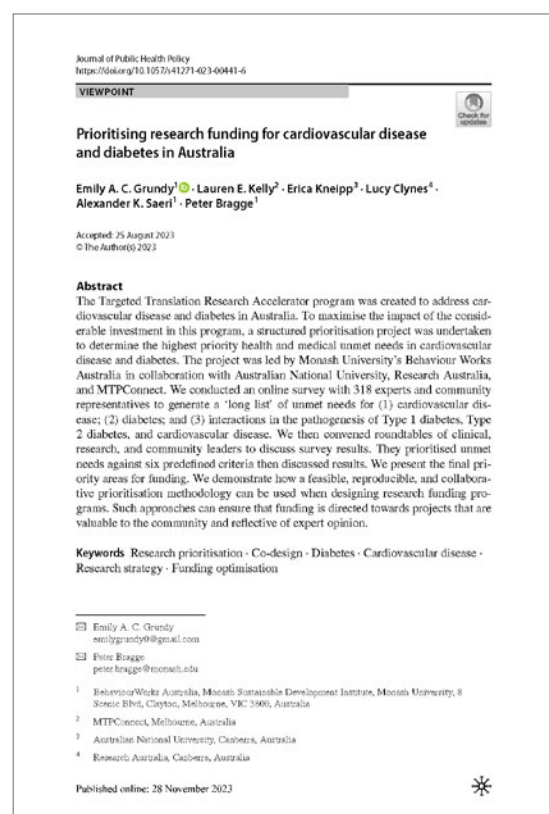 Journal of Public Health Policy
https://doi.org/10.1057/s41271-023-00441-6
VIEWPOINT
Check for
updates
Prioritising research funding for cardiovascular disease
and diabetes in Australia
Emily A. C. Grundy¹ · Lauren E. Kelly² · Erica Kneipp³ · Lucy Clynes⁴ ·
Alexander K. Saeri¹ · Peter Bragge¹
Accepted: 25 August 2023
© The Author(s) 2023
Abstract
The Targeted Translation Research Accelerator program was created to address car-
diovascular disease and diabetes in Australia. To maximise the impact of the consid-
erable investment in this program, a structured prioritisation project was undertaken
to determine the highest priority health and medical unmet needs in cardiovascular
disease and diabetes. The project was led by Monash University's Behaviour Works
Australia in collaboration with Australian National University, Research Australia,
and MTPConnect. We conducted an online survey with 318 experts and community
representatives to generate a 'long list' of unmet needs for (1) cardiovascular dis-
ease; (2) diabetes; and (3) interactions in the pathogenesis of Type 1 diabetes, Type
2 diabetes, and cardiovascular disease. We then convened roundtables of clinical,
research, and community leaders to discuss survey results. They prioritised unmet
needs against six predefined criteria then discussed results. We present the final pri-
ority areas for funding. We demonstrate how a feasible, reproducible, and collabora-
tive prioritisation methodology can be used when designing research funding pro-
grams. Such approaches can ensure that funding is directed towards projects that are
valuable to the community and reflective of expert opinion.
Keywords Research prioritisation · Co-design · Diabetes · Cardiovascular disease ·
Research strategy · Funding optimisation
Emily A. C. Grundy
emilygrundy0@gmail.com
Peter Bragge
peter.bragge@monash.edu
1 BehaviourWorks Australia, Monash Sustainable Development Institute, Monash University, 8
Scenic Blvd, Clayton, Melbourne, VIC 3800, Australia
2 MTPConnect, Melbourne, Australia
3 Australian National University, Canberra, Australia
4 Research Australia, Canberra, Australia
Published online: 28 November 2023